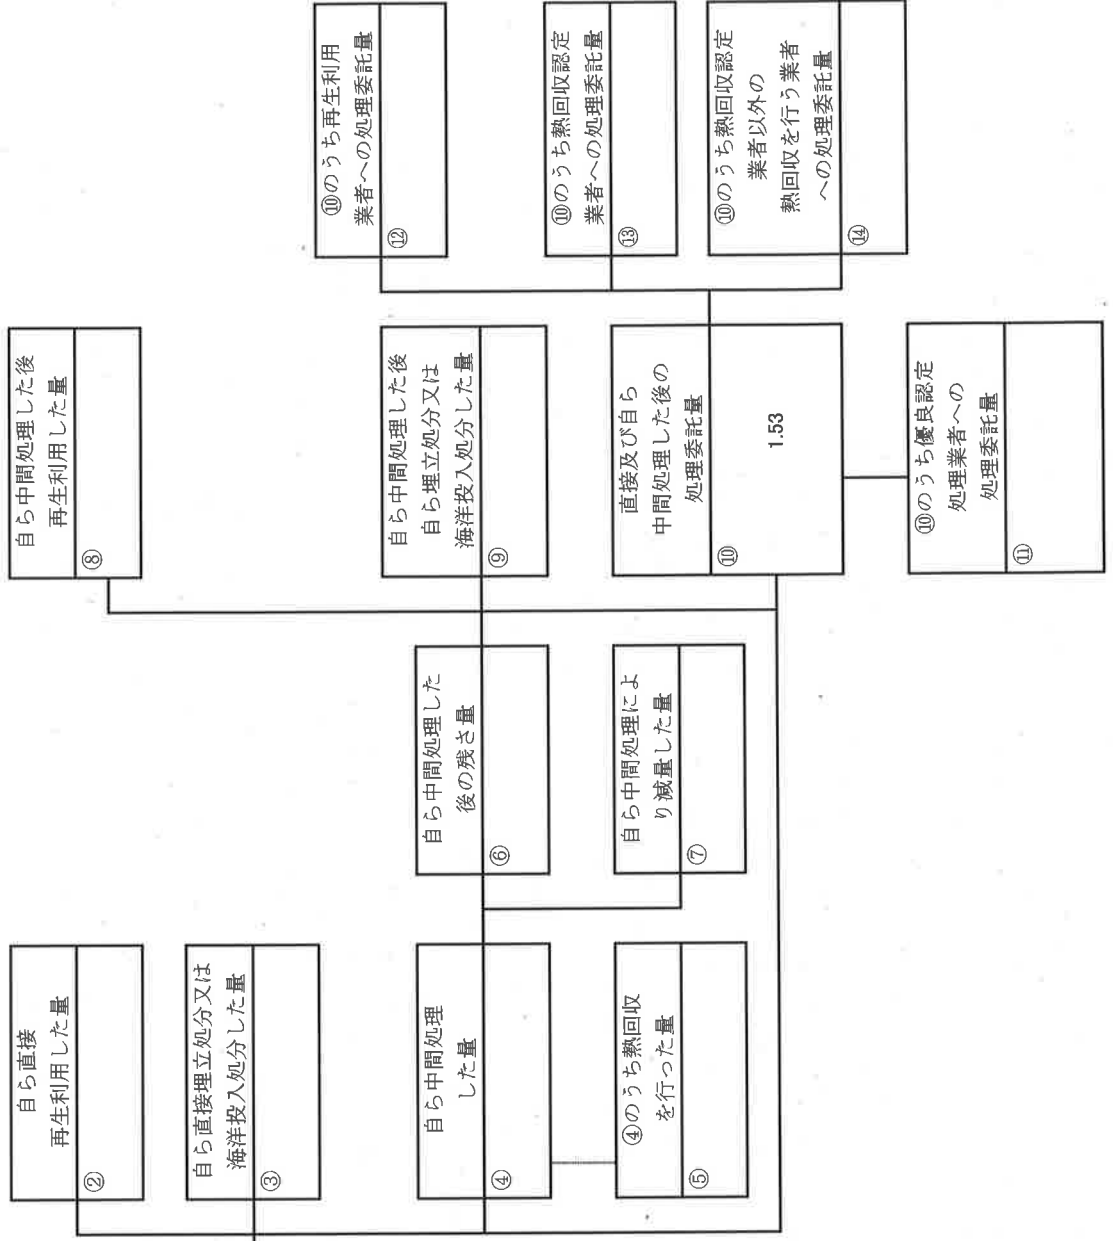 自ら直接
再生利用した量
②
自ら直接埋立処分又は
海洋投入処分した量
③
自ら中間処理
した量
④
④のうち熱回収
を行った量
⑤
自ら中間処理した
後の残さ量
⑥
自ら中間処理によ
り減量した量
⑦
自ら中間処理した後
再生利用した量
⑧
自ら中間処理した後
自ら埋立処分又は
海洋投入処分した量
⑨
直接及び自ら
中間処理した後の
処理委託量
⑩
1.53
⑩のうち優良認定
処理業者への
処理委託量
⑪
⑩のうち再生利用
業者への処理委託量
⑫
⑩のうち熱回収認定
業者への処理委託量
⑬
⑩のうち熱回収認定
業者以外の
熱回収を行う業者
への処理委託量
⑭